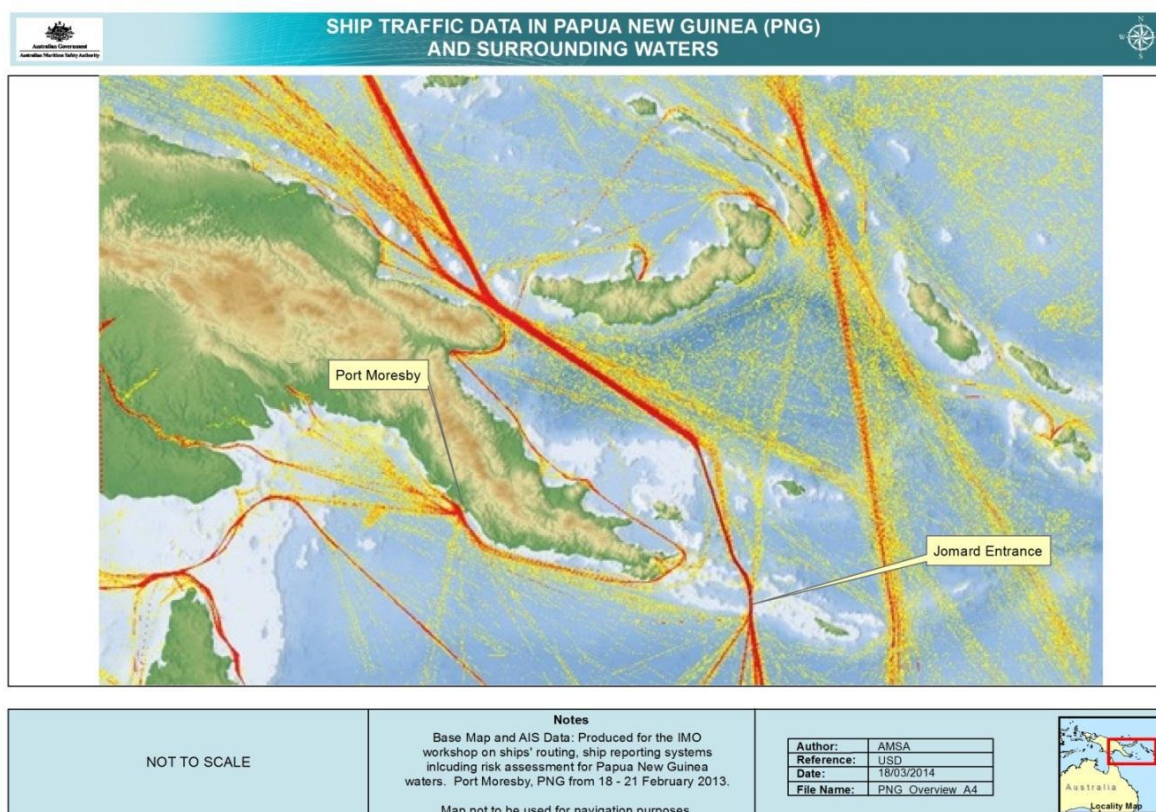 Australian Government
Australian Maritime Safety Authority
SHIP TRAFFIC DATA IN PAPUA NEW GUINEA (PNG)
AND SURROUNDING WATERS
N
W
E
S
Port Moresby
Jomard Entrance
NOT TO SCALE
Notes
Base Map and AIS Data: Produced for the IMO
workshop on ships' routing, ship reporting systems
inlcuding risk assessment for Papua New Guinea
waters. Port Moresby, PNG from 18 - 21 February 2013.
Map not to be used for navigation purposes
Author: AMSA
Reference: USD
Date: 18/03/2014
File Name: PNG_Overview_A4
Australia
Locality Map